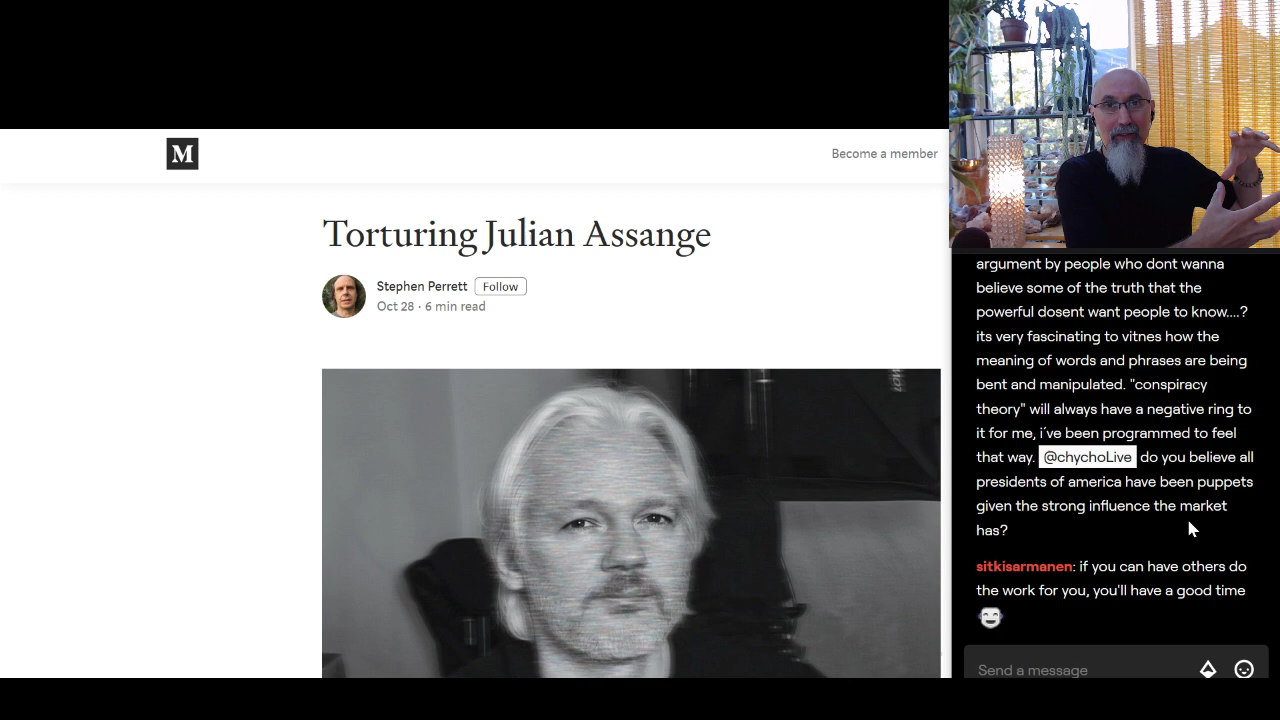 M
Become a member
Torturing Julian Assange
Stephen Perrett Follow
Oct 28 · 6 min read
argument by people who dont wanna
believe some of the truth that the
powerful dosent want people to know....?
its very fascinating to vitnes how the
meaning of words and phrases are being
bent and manipulated. "conspiracy
theory" will always have a negative ring to
it for me, i´ve been programmed to feel
that way. @chychoLive do you believe all
presidents of america have been puppets
given the strong influence the market
has?
sitkisarmanen: if you can have others do
the work for you, you'll have a good time
Send a message